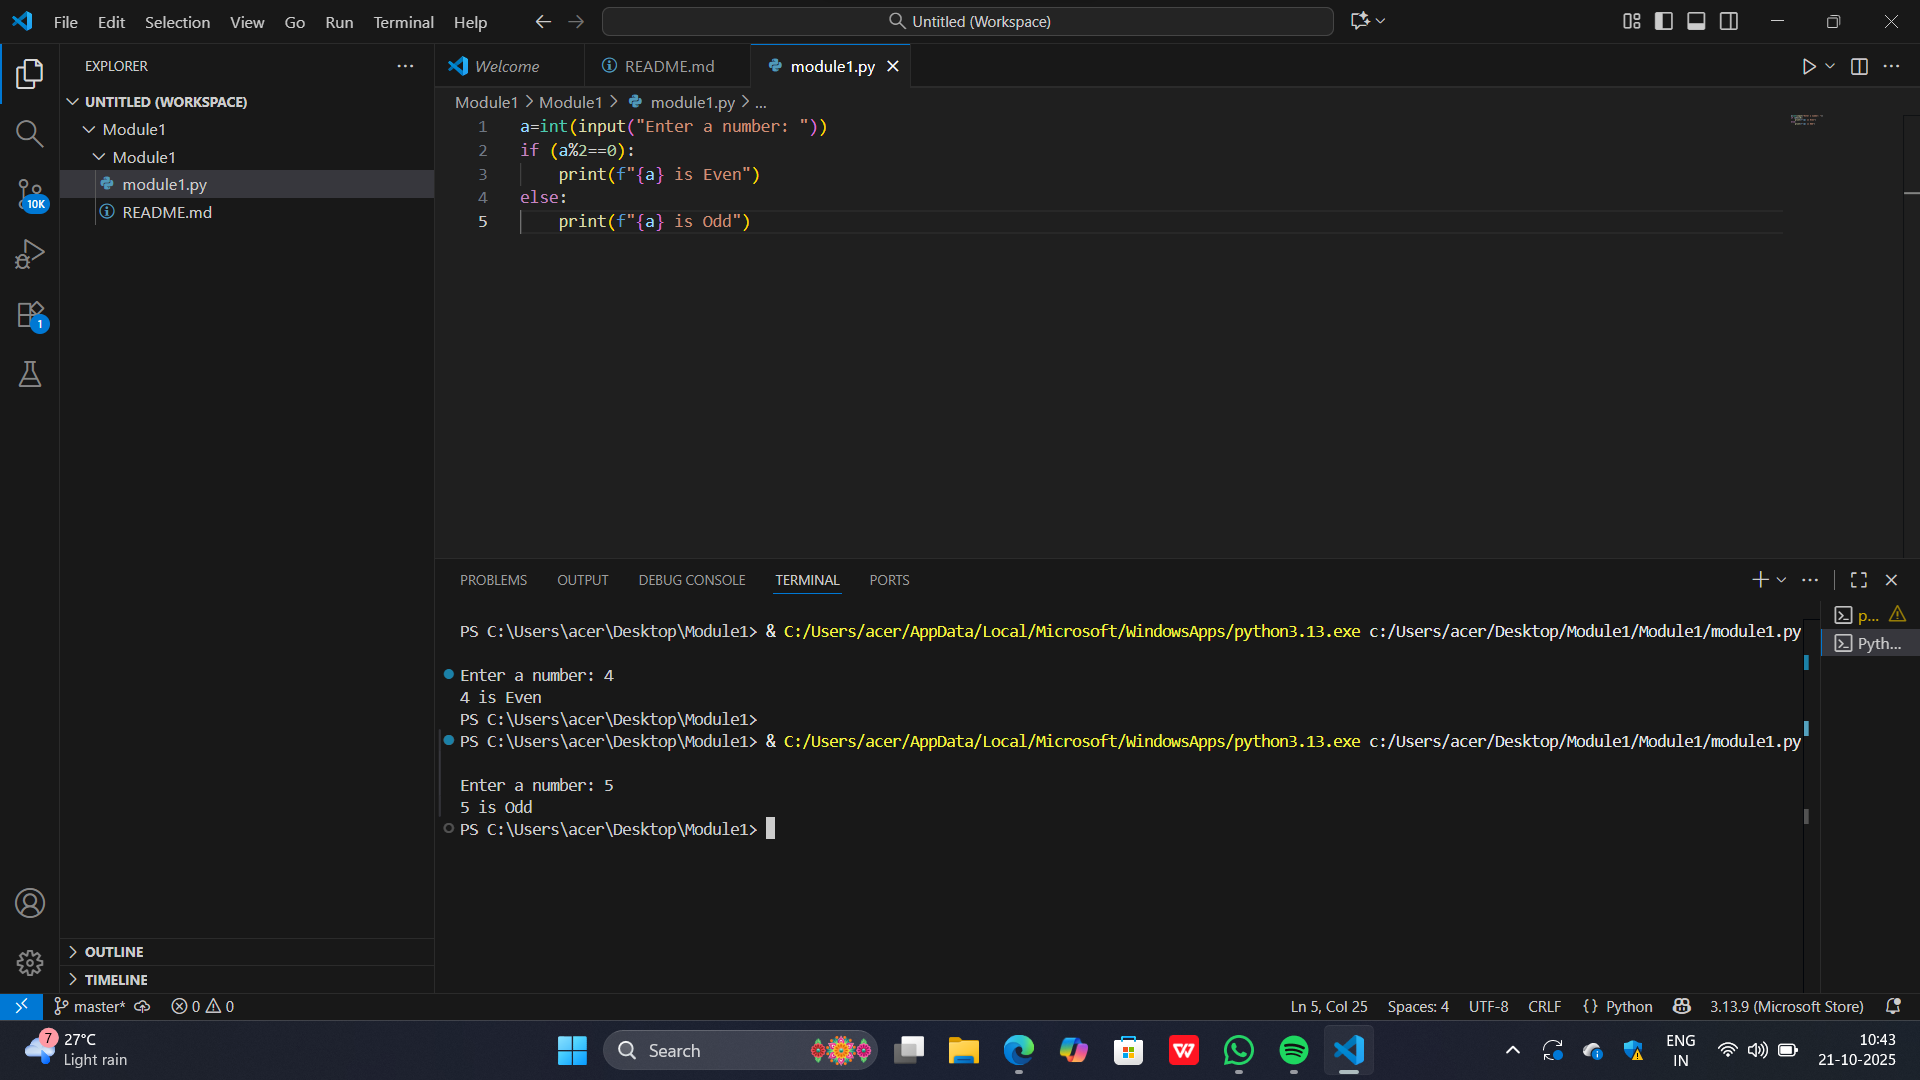 File Edit Selection View Go Run Terminal Help
Untitled (Workspace)
EXPLORER
UNTITLED (WORKSPACE)
Module1
Module1
module1.py
README.md
10K
1
OUTLINE
TIMELINE
Welcome
README.md
module1.py
Module1 > Module1 > module1.py > ...
1 a=int(input("Enter a number: "))
2 if (a%2==0):
3 print(f"{a} is Even")
4 else:
5 print(f"{a} is Odd")
PROBLEMS OUTPUT DEBUG CONSOLE TERMINAL PORTS
PS C:\Users\acer\Desktop\Module1> & C:/Users/acer/AppData/Local/Microsoft/WindowsApps/python3.13.exe c:/Users/acer/Desktop/Module1/Module1/module1.py
Enter a number: 4
4 is Even
PS C:\Users\acer\Desktop\Module1>
PS C:\Users\acer\Desktop\Module1> & C:/Users/acer/AppData/Local/Microsoft/WindowsApps/python3.13.exe c:/Users/acer/Desktop/Module1/Module1/module1.py
Enter a number: 5
5 is Odd
PS C:\Users\acer\Desktop\Module1>
p...
Pyth...
master* 0 0
Ln 5, Col 25 Spaces: 4 UTF-8 CRLF {} Python 3.13.9 (Microsoft Store)
7
27°C
Light rain
Search
W
ENG
IN
10:43
21-10-2025